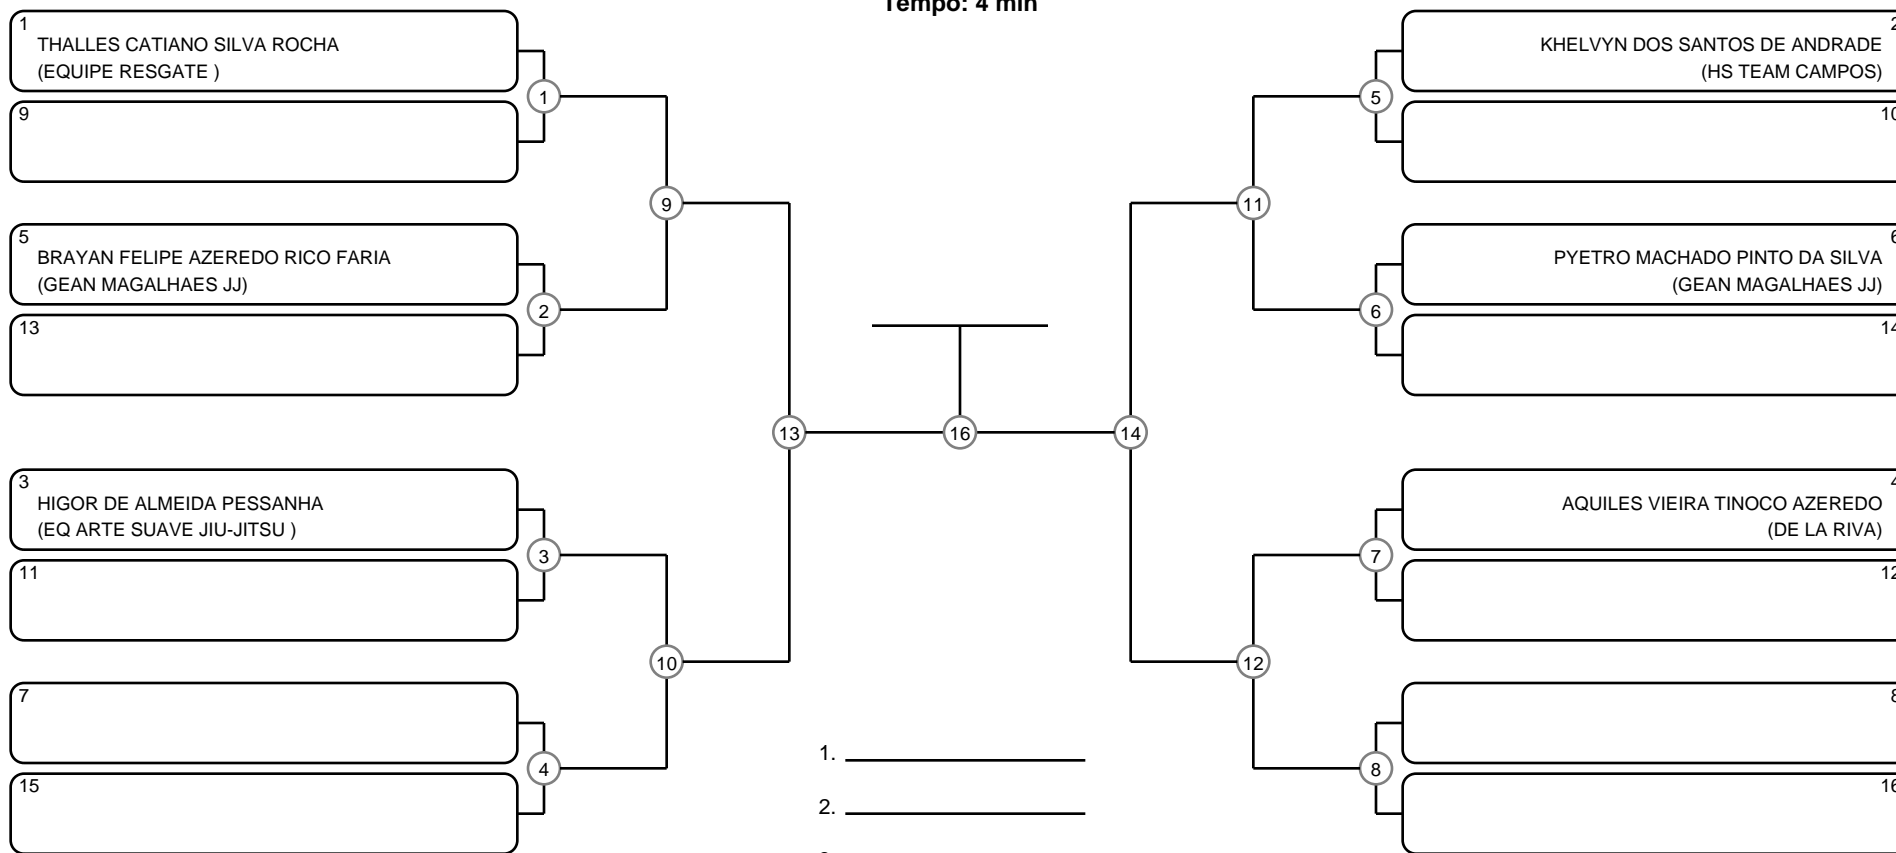 Tempo: 4 min
1
THALLES CATIANO SILVA ROCHA
(EQUIPE RESGATE )
9
1
5
BRAYAN FELIPE AZEREDO RICO FARIA
(GEAN MAGALHAES JJ)
13
2
9
3
HIGOR DE ALMEIDA PESSANHA
(EQ ARTE SUAVE JIU-JITSU )
11
3
7
15
4
10
13
16
14
2
KHELVYN DOS SANTOS DE ANDRADE
(HS TEAM CAMPOS)
10
5
6
PYETRO MACHADO PINTO DA SILVA
(GEAN MAGALHAES JJ)
14
6
11
4
AQUILES VIEIRA TINOCO AZEREDO
(DE LA RIVA)
12
7
8
16
8
12
1.
2.